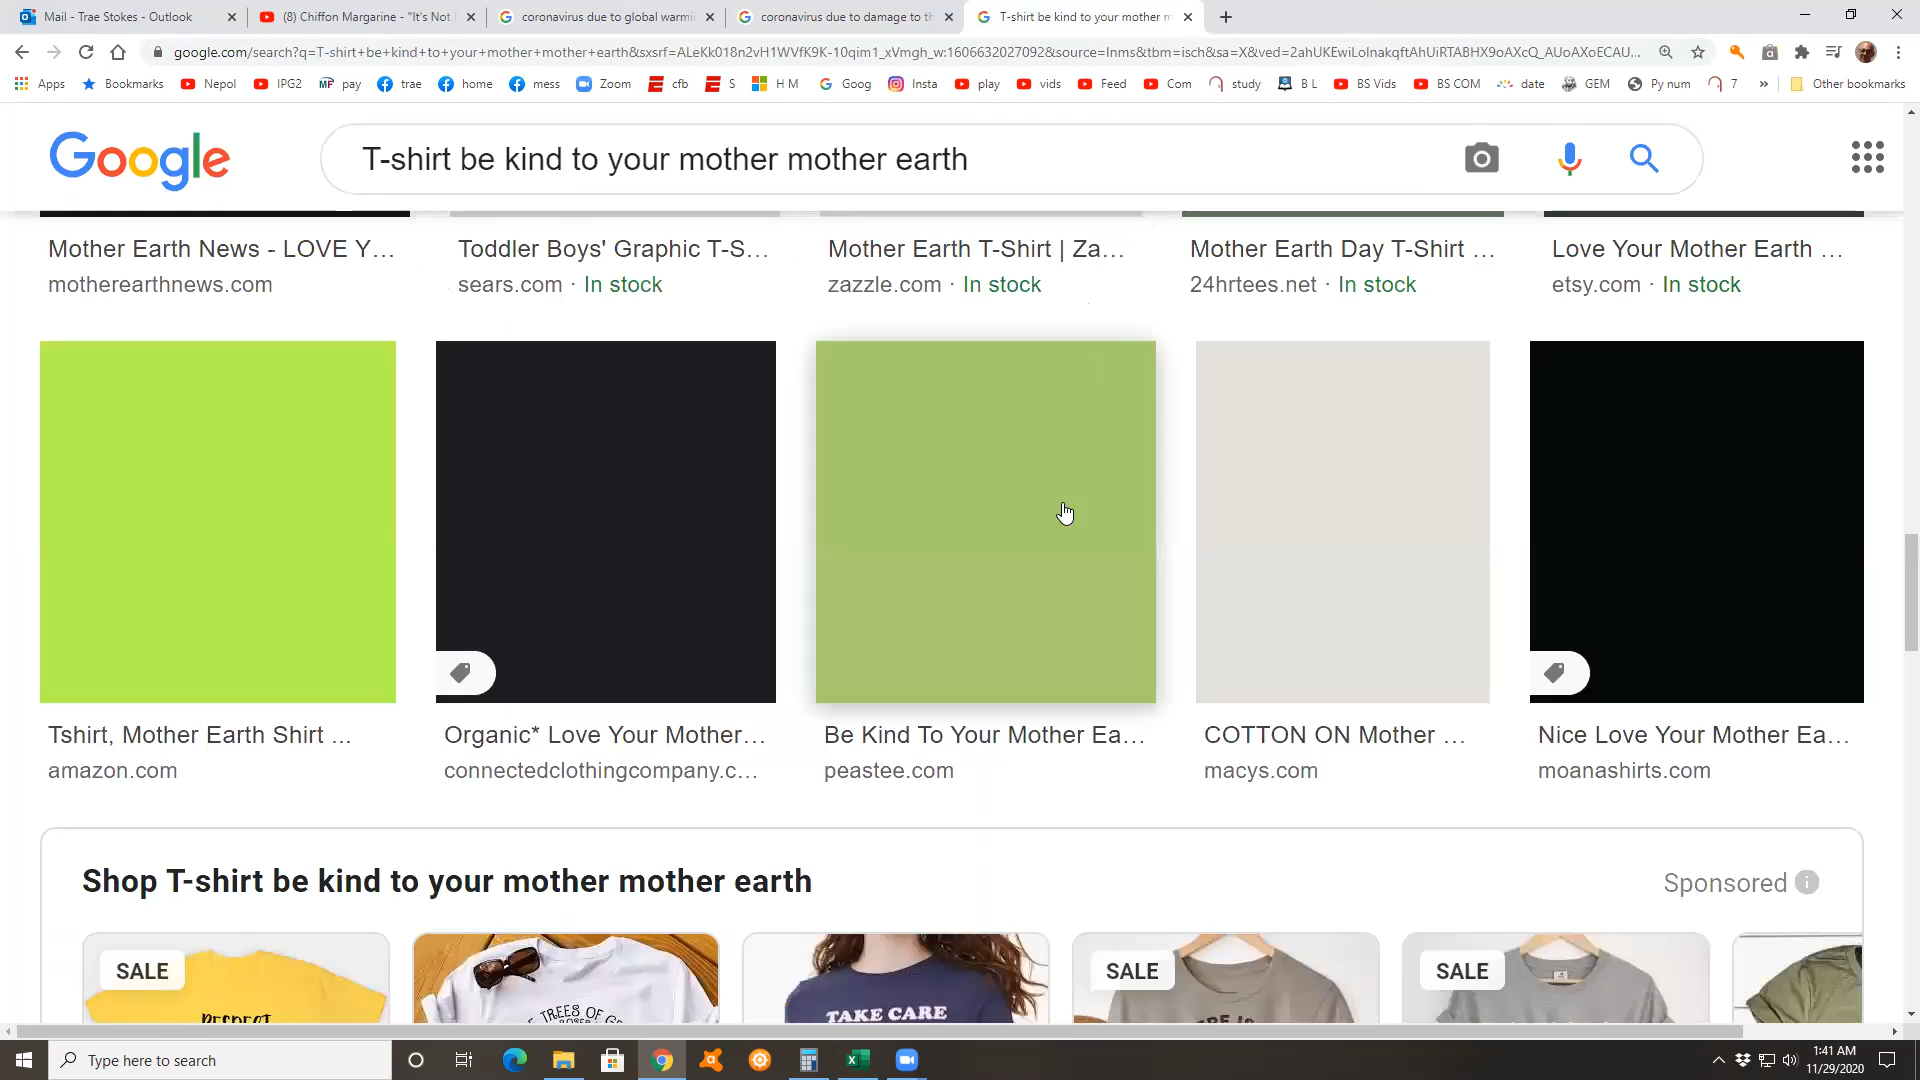 Mail - Trae Stokes - Outlook
(8) Chiffon Margarine - "It's Not
coronavirus due to global warmi
coronavirus due to damage to th
T-shirt be kind to your mother m
google.com/search?q=T-shirt+be+kind+to+your+mother+mother+earth&sxsrf=ALeKk018n2vH1WVfK9K-10qim1_xVmgh_w:1606632027092&source=lnms&tbm=isch&sa=X&ved=2ahUKEwiLolnakqftAhUiRTABHX9oAXcQ_AUoAXoECAU...
Apps Bookmarks Nepol IPG2 pay trae home mess Zoom cfb S H M Goog Insta play vids Feed Com study B L BS Vids BS COM date GEM Py num 7 » Other bookmarks
Google
T-shirt be kind to your mother mother earth
Mother Earth News - LOVE Y...
motherearthnews.com
Toddler Boys' Graphic T-S...
sears.com · In stock
Mother Earth T-Shirt | Za...
zazzle.com · In stock
Mother Earth Day T-Shirt ...
24hrtees.net · In stock
Love Your Mother Earth ...
etsy.com · In stock
Tshirt, Mother Earth Shirt ...
amazon.com
Organic* Love Your Mother...
connectedclothingcompany.c...
Be Kind To Your Mother Ea...
peastee.com
COTTON ON Mother ...
macys.com
Nice Love Your Mother Ea...
moanashirts.com
Shop T-shirt be kind to your mother mother earth
Sponsored
SALE
RESPECT
TREES OF
TAKE CARE
SALE
SALE
Type here to search
1:41 AM
11/29/2020